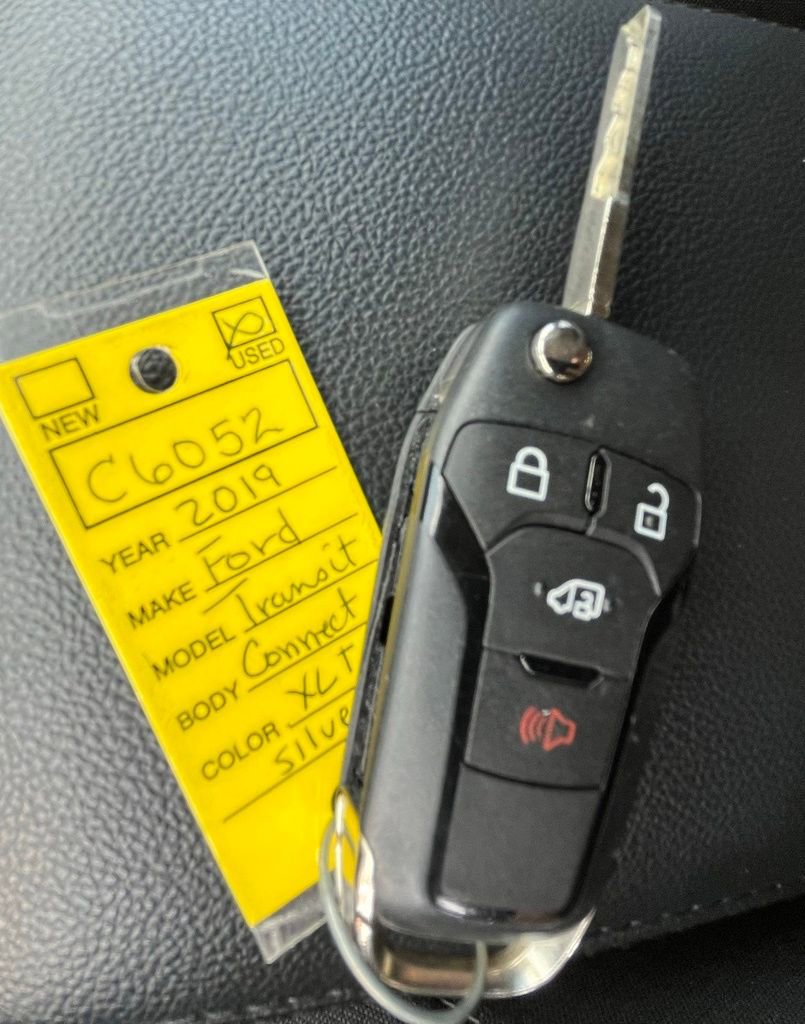 NEW USED
C6052
YEAR 2019
MAKE Ford
MODEL Transit
BODY Connect
COLOR XLT
Silve